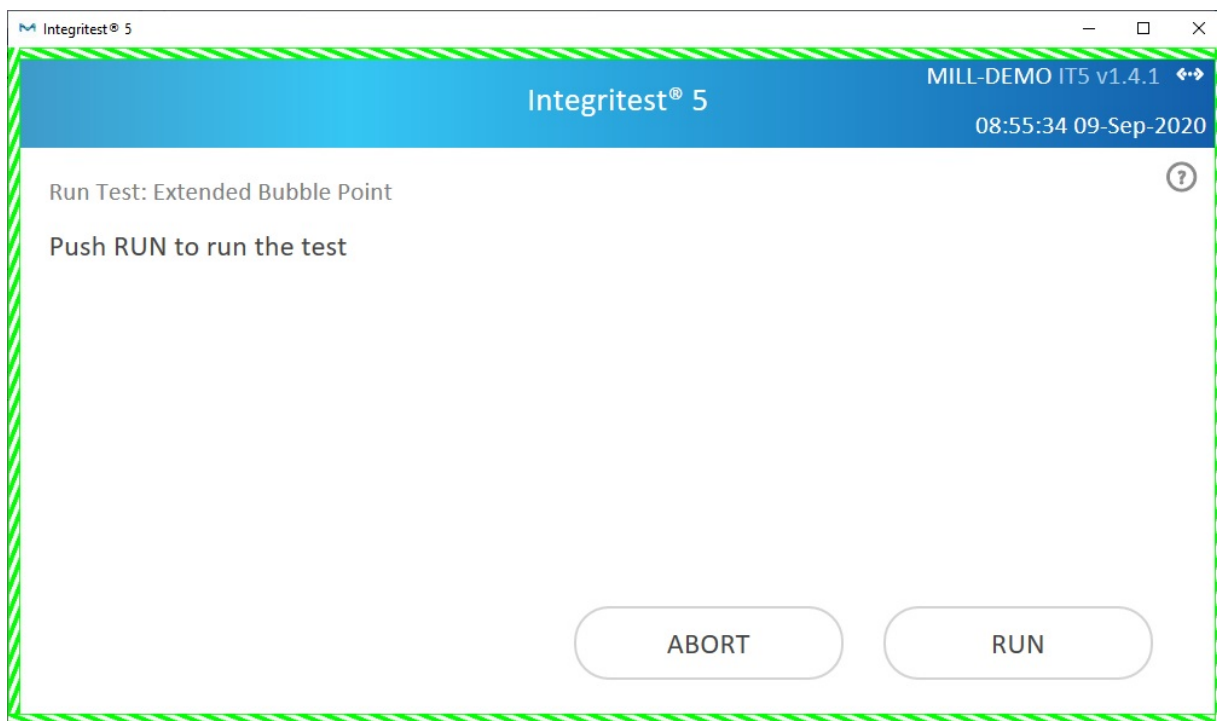 Integritest® 5
Integritest® 5
MILL-DEMO IT5 v1.4.1
08:55:34 09-Sep-2020
Run Test: Extended Bubble Point
?
Push RUN to run the test
ABORT
RUN